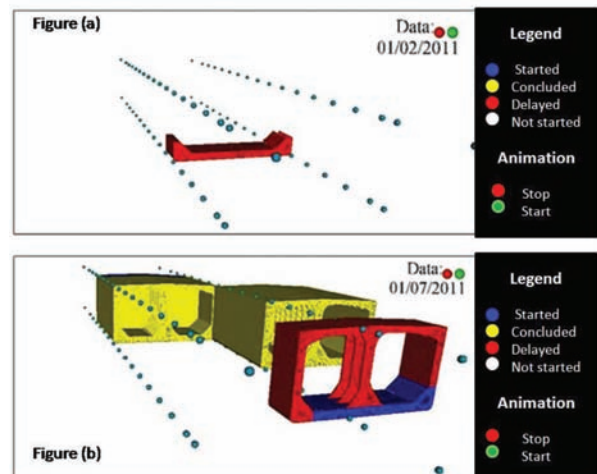 Figure (a)
Data:
01/02/2011
Legend
Started
Concluded
Delayed
Not started
Animation
Stop
Start
Data:
01/07/2011
Figure (b)
Legend
Started
Concluded
Delayed
Not started
Animation
Stop
Start